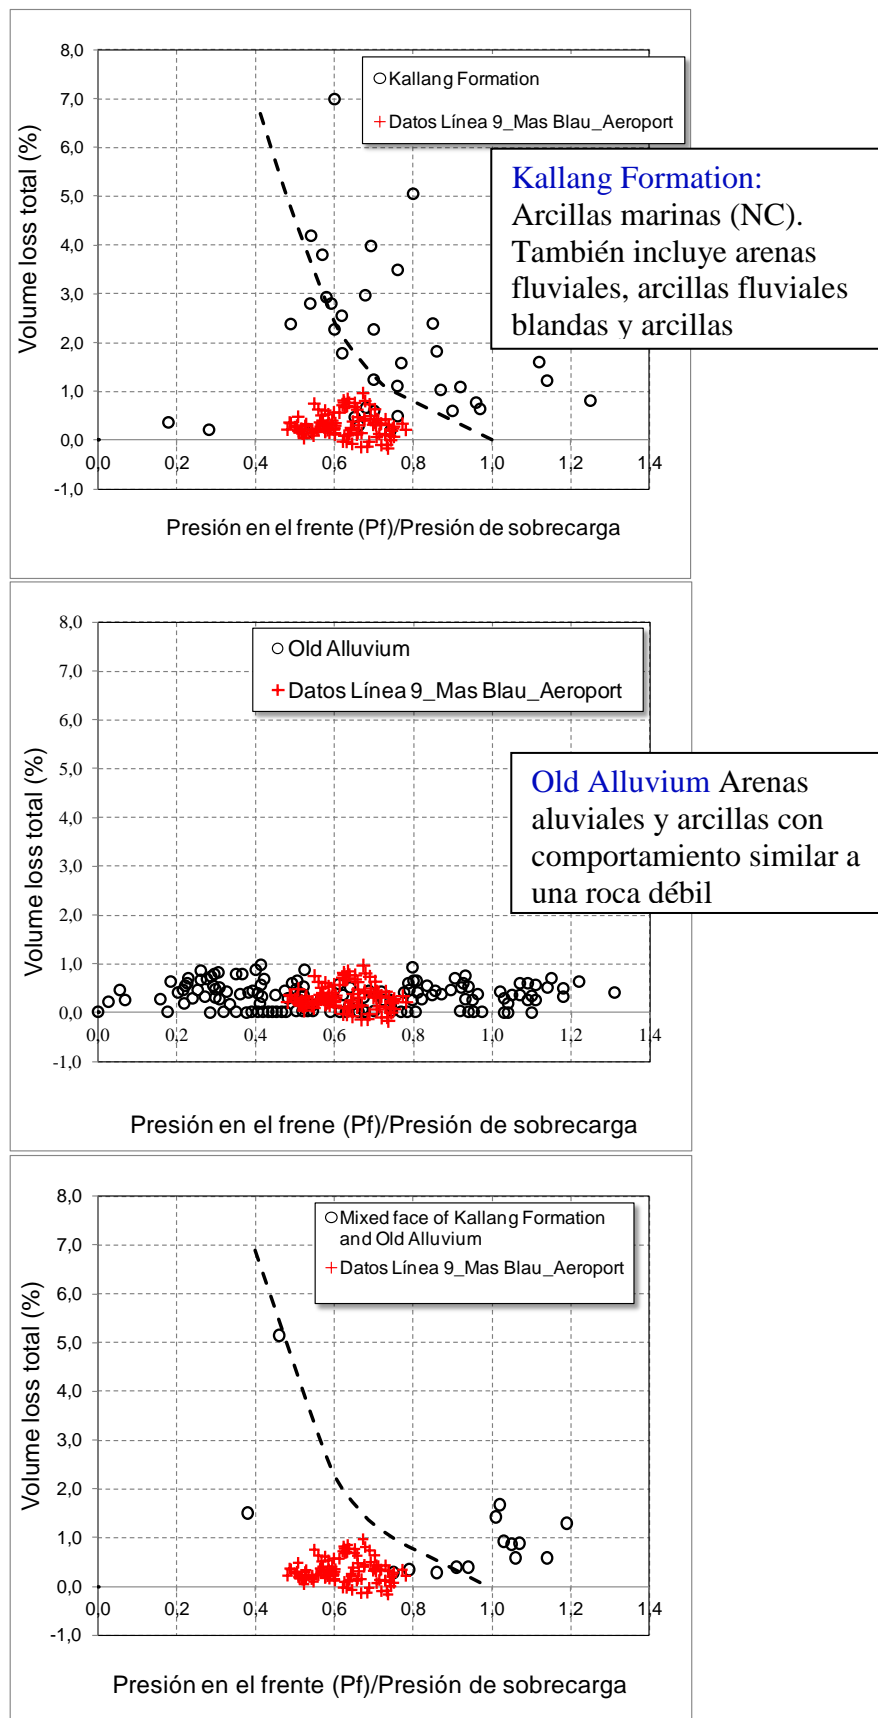 8,0
7,0
6,0
5,0
4,0
3,0
2,0
1,0
0,0
-1,0
0,0 0,2 0,4 0,6 0,8 1,0 1,2 1,4
Volume loss total (%)
Presión en el frente (Pf)/Presión de sobrecarga
Kallang Formation
Datos Línea 9_Mas Blau_Aeroport
Kallang Formation:
Arcillas marinas (NC).
También incluye arenas
fluviales, arcillas fluviales
blandas y arcillas
8,0
7,0
6,0
5,0
4,0
3,0
2,0
1,0
0,0
-1,0
0,0 0,2 0,4 0,6 0,8 1,0 1,2 1,4
Volume loss total (%)
Presión en el frene (Pf)/Presión de sobrecarga
Old Alluvium
Datos Línea 9_Mas Blau_Aeroport
Old Alluvium Arenas
aluviales y arcillas con
comportamiento similar a
una roca débil
8,0
7,0
6,0
5,0
4,0
3,0
2,0
1,0
0,0
-1,0
0,0 0,2 0,4 0,6 0,8 1,0 1,2 1,4
Volume loss total (%)
Presión en el frente (Pf)/Presión de sobrecarga
Mixed face of Kallang Formation
and Old Alluvium
Datos Línea 9_Mas Blau_Aeroport